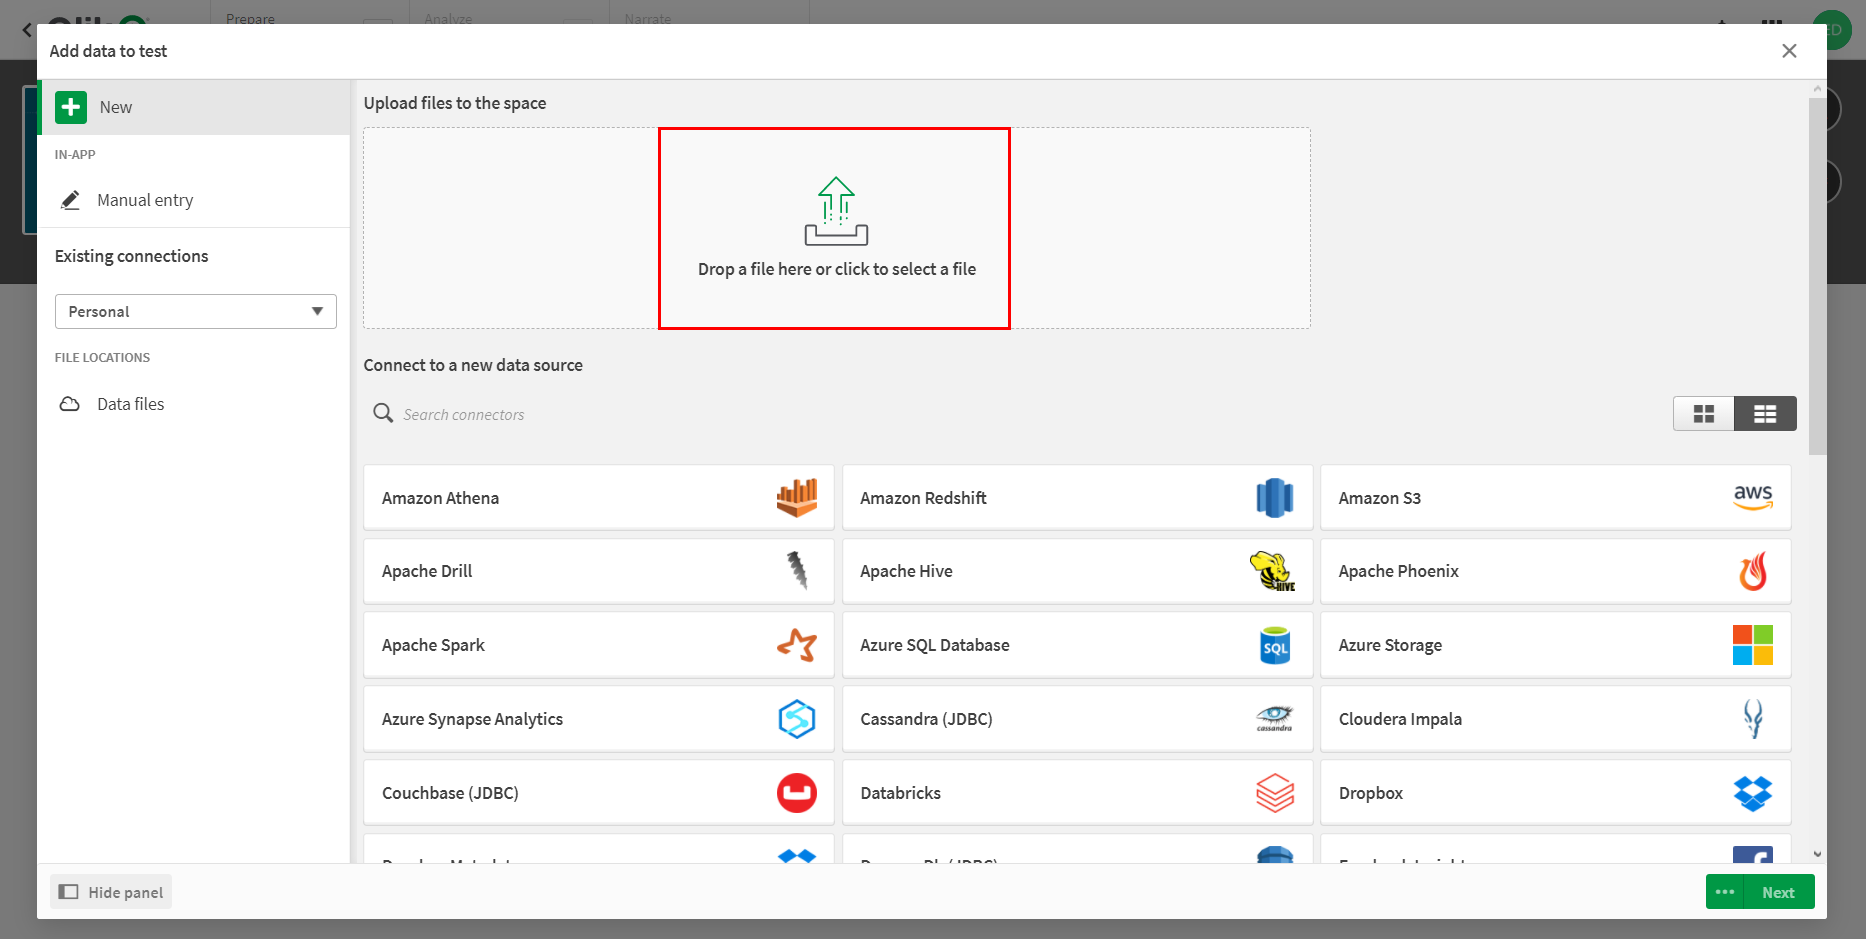 Prepare
Analyze
Narrate
Add data to test
New
IN-APP
Manual entry
Existing connections
Personal
FILE LOCATIONS
Data files
Upload files to the space
Drop a file here or click to select a file
Connect to a new data source
Search connectors
Amazon Athena
Amazon Redshift
Amazon S3
aws
Apache Drill
Apache Hive
HIVE
Apache Phoenix
Apache Spark
Azure SQL Database
SQL
Azure Storage
Azure Synapse Analytics
Cassandra (JDBC)
cassandra
Cloudera Impala
Couchbase (JDBC)
Databricks
Dropbox
Hide panel
Next